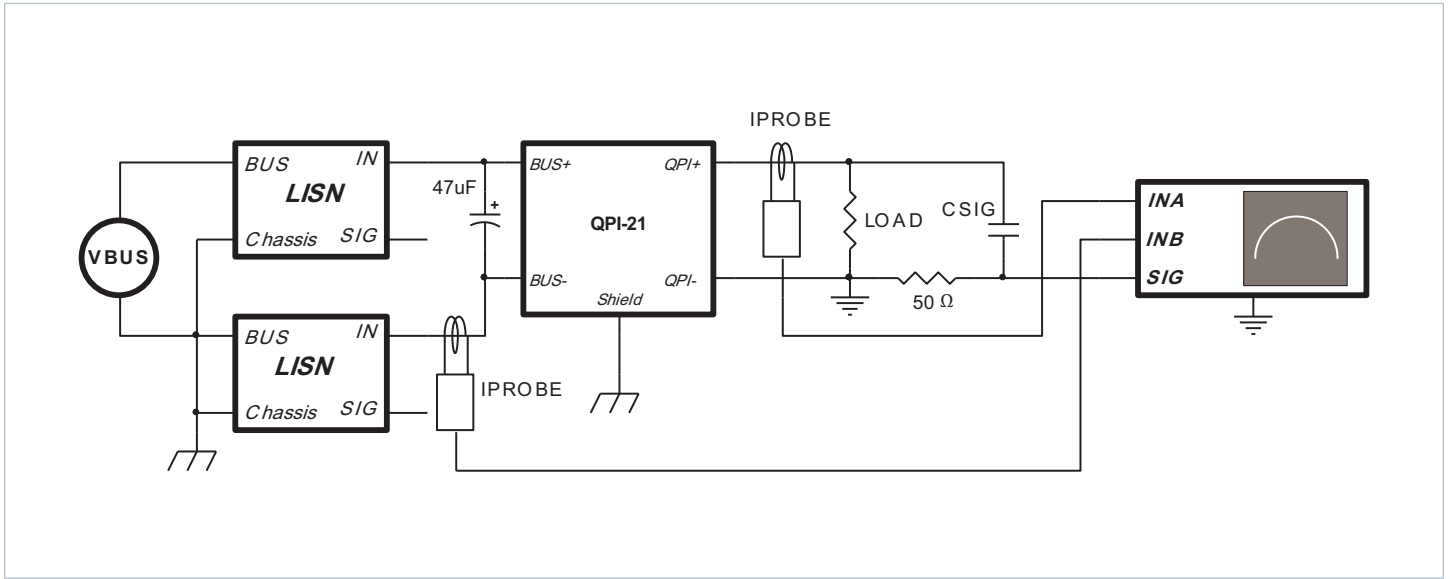 IPROBE
BUS
IN
LISN
Chassis
SIG
VBUS
47uF
+
BUS+
QPI+
QPI-21
BUS-
QPI-
Shield
LOAD
CSIG
50 Ω
INA
INB
SIG
BUS
IN
LISN
Chassis
SIG
IPROBE